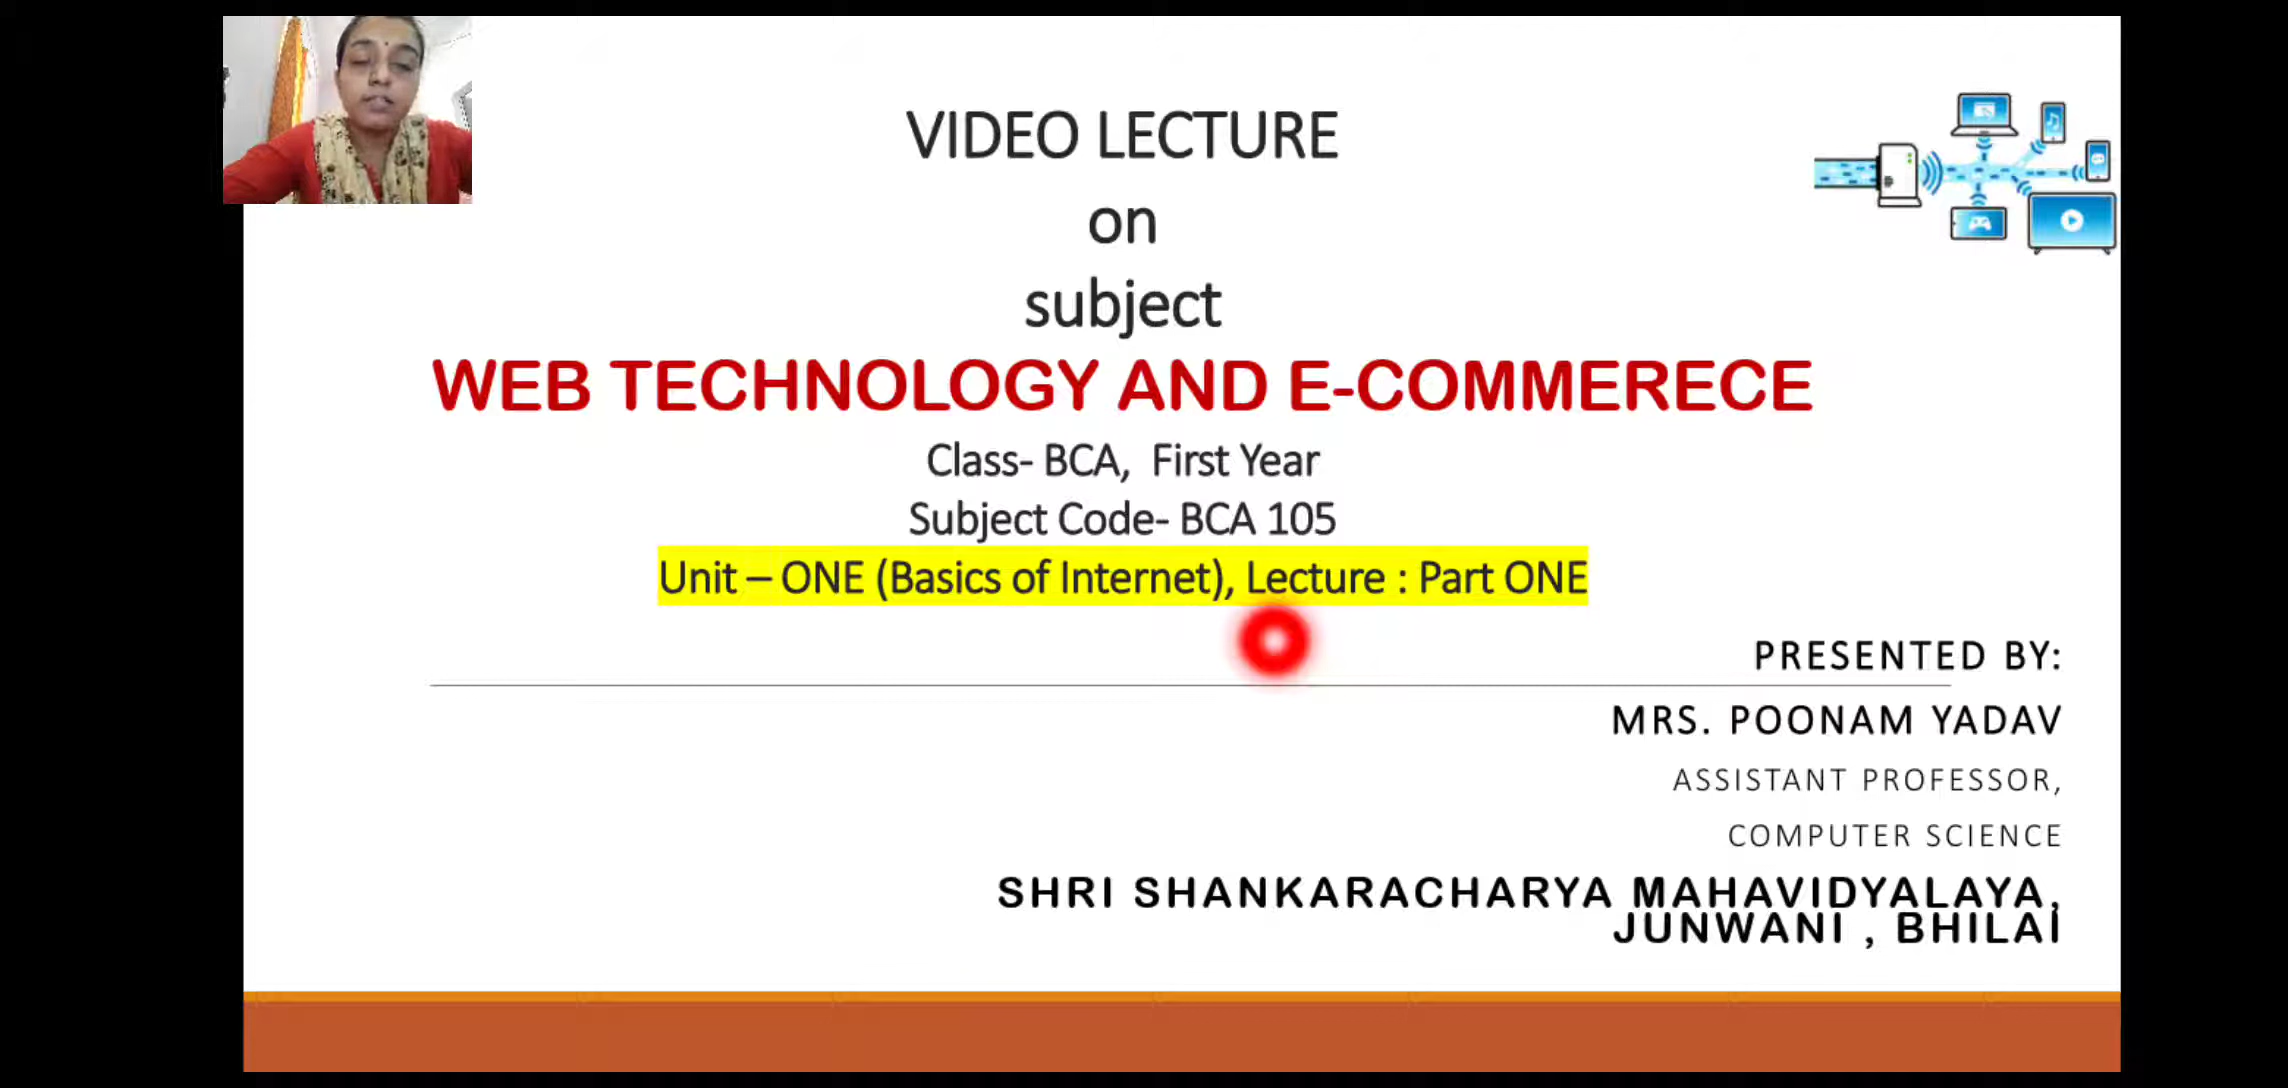 VIDEO LECTURE
on
subject
WEB TECHNOLOGY AND E-COMMERECE
Class- BCA, First Year
Subject Code- BCA 105
Unit – ONE (Basics of Internet), Lecture : Part ONE
PRESENTED BY:
MRS. POONAM YADAV
ASSISTANT PROFESSOR,
COMPUTER SCIENCE
SHRI SHANKARACHARYA MAHAVIDYALAYA,
JUNWANI , BHILAI